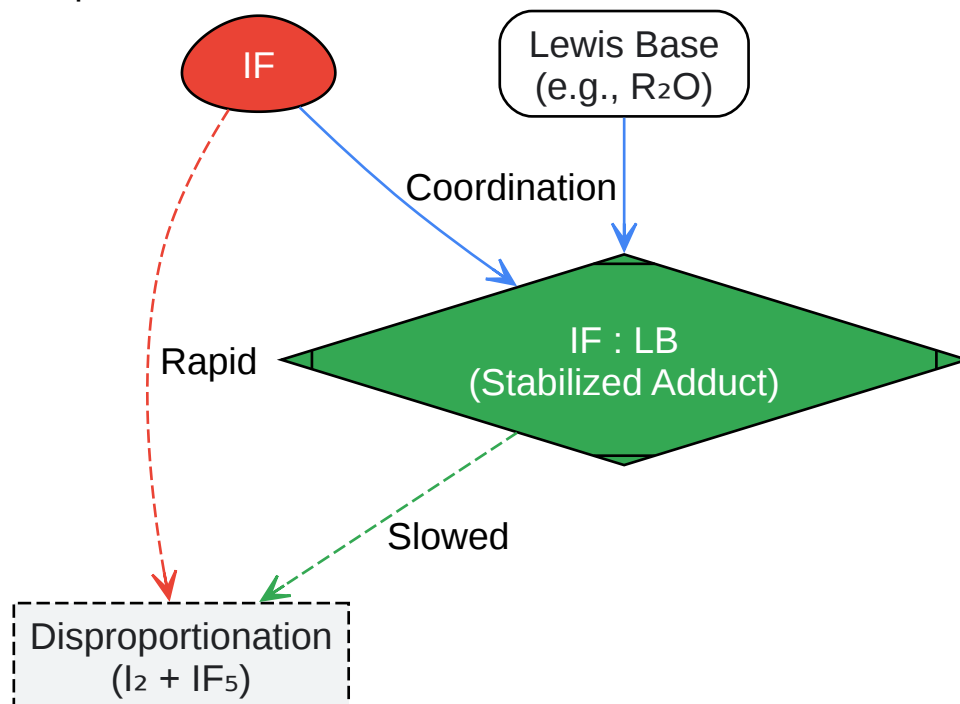 IF
Lewis Base
(e.g., R₂O)
Coordination
Rapid
IF : LB
(Stabilized Adduct)
Slowed
Disproportionation
(I₂ + IF₅)